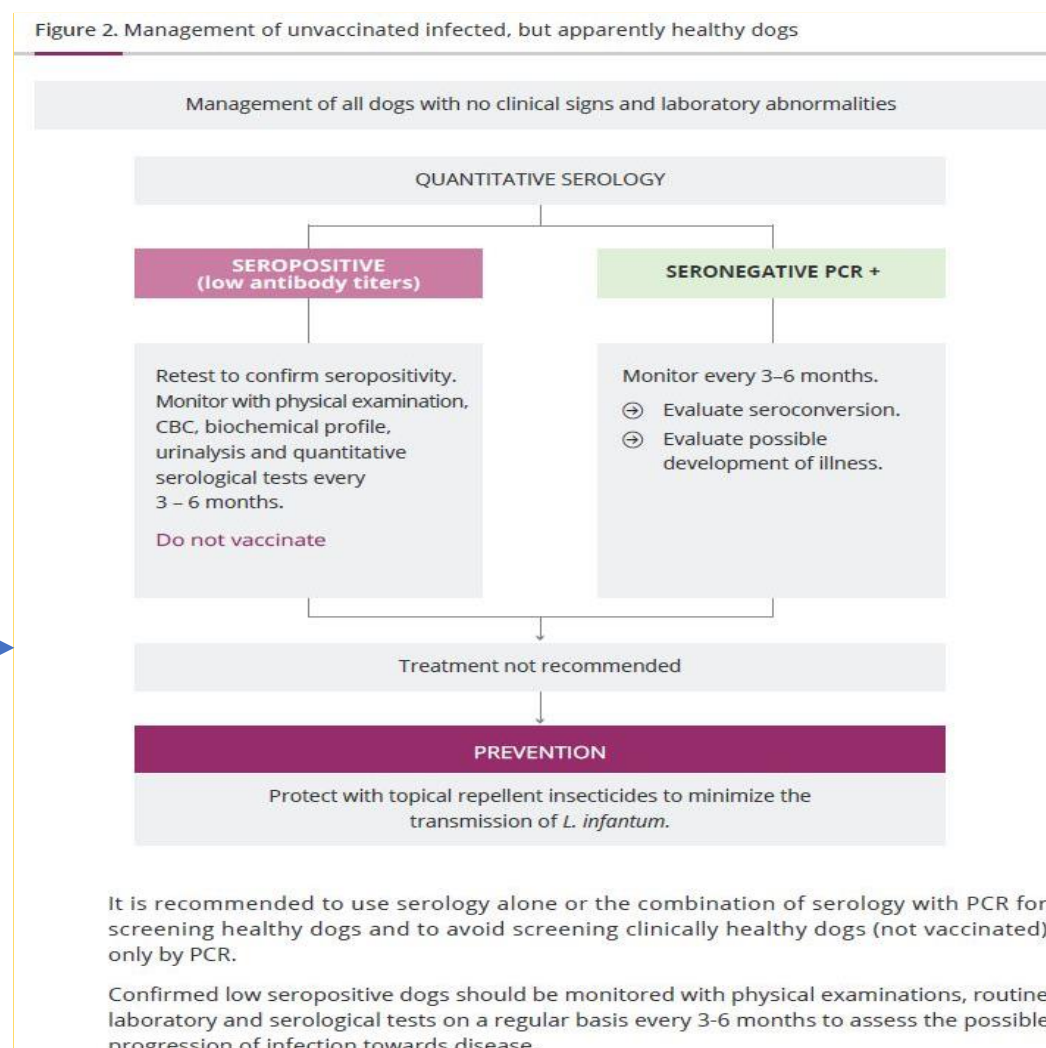 Figure 2. Management of unvaccinated infected, but apparently healthy dogs
Management of all dogs with no clinical signs and laboratory abnormalities
QUANTITATIVE SEROLOGY
SEROPOSITIVE
(low antibody titers)
Retest to confirm seropositivity.
Monitor with physical examination,
CBC, biochemical profile,
urinalysis and quantitative
serological tests every
3 – 6 months.
Do not vaccinate
SERONEGATIVE PCR +
Monitor every 3–6 months.
Evaluate seroconversion.
Evaluate possible
development of illness.
Treatment not recommended
PREVENTION
Protect with topical repellent insecticides to minimize the
transmission of L. infantum.
It is recommended to use serology alone or the combination of serology with PCR for
screening healthy dogs and to avoid screening clinically healthy dogs (not vaccinated)
only by PCR.
Confirmed low seropositive dogs should be monitored with physical examinations, routine
laboratory and serological tests on a regular basis every 3-6 months to assess the possible
progression of infection towards disease.